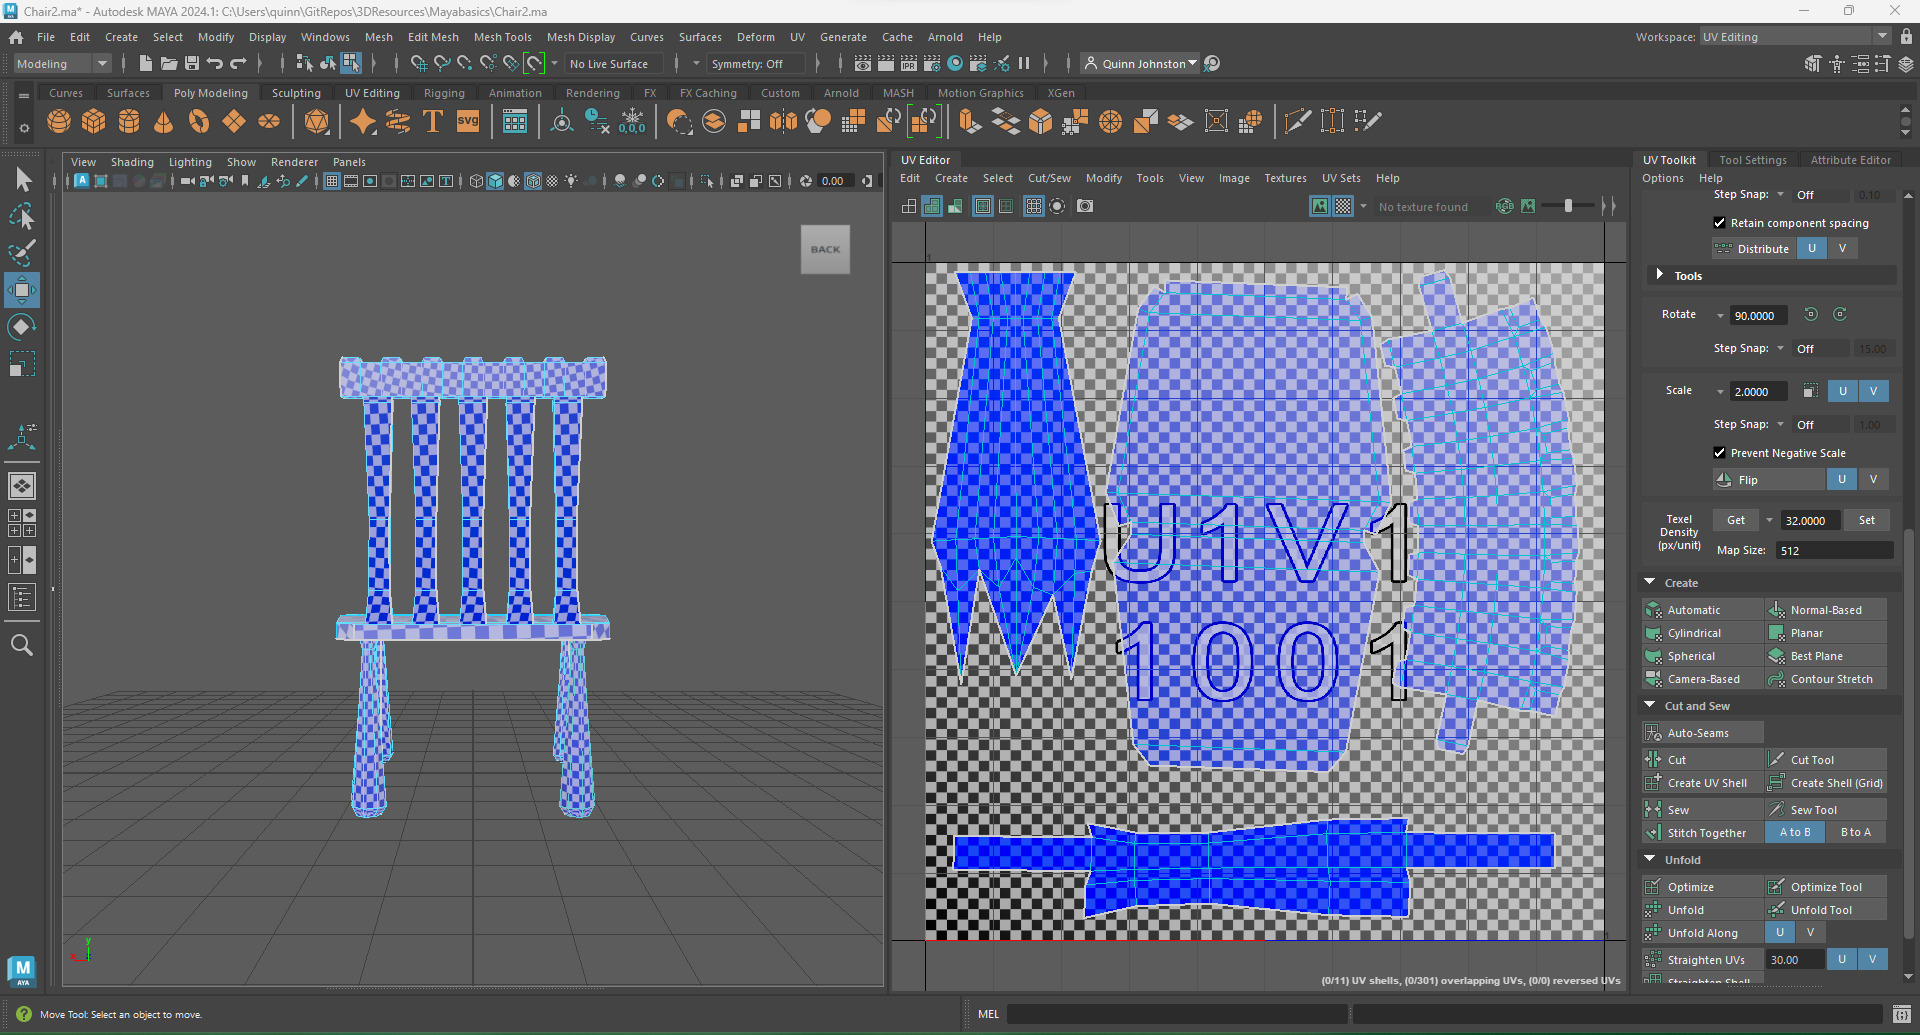 Chair2.ma* - Autodesk MAYA 2024.1: C:\Users\quinn\GitRepos\3DResources\Mayabasics\Chair2.ma
File Edit Create Select Modify Display Windows Mesh Edit Mesh Mesh Tools Mesh Display Curves Surfaces Deform UV Generate Cache Arnold Help
Workspace: UV Editing
Modeling No Live Surface Symmetry: Off IPR Quinn Johnston
Curves Surfaces Poly Modeling Sculpting UV Editing Rigging Animation Rendering FX FX Caching Custom Arnold MASH Motion Graphics XGen
T svg 0,0,0
View Shading Lighting Show Renderer Panels
0.00
BACK
y
x
UV Editor
Edit Create Select Cut/Sew Modify Tools View Image Textures UV Sets Help
No texture found RGB
1
U1V1
1001
1
(0/11) UV shells, (0/301) overlapping UVs, (0/0) reversed UVs
UV Toolkit Tool Settings Attribute Editor
Options Help
Step Snap: Off 0.10
Retain component spacing
Distribute U V
Tools
Rotate 90.0000
Step Snap: Off 15.00
Scale 2.0000 U V
Step Snap: Off 1.00
Prevent Negative Scale
Flip U V
Texel Density (px/unit) Get 32.0000 Set
Map Size: 512
Create
Automatic Normal-Based
Cylindrical Planar
Spherical Best Plane
Camera-Based Contour Stretch
Cut and Sew
Auto-Seams
Cut Cut Tool
Create UV Shell Create Shell (Grid)
Sew Sew Tool
Stitch Together A to B B to A
Unfold
Optimize Optimize Tool
Unfold Unfold Tool
Unfold Along U V
Straighten UVs 30.00 U V
Straighten Shell
M
AYA
Move Tool: Select an object to move.
MEL